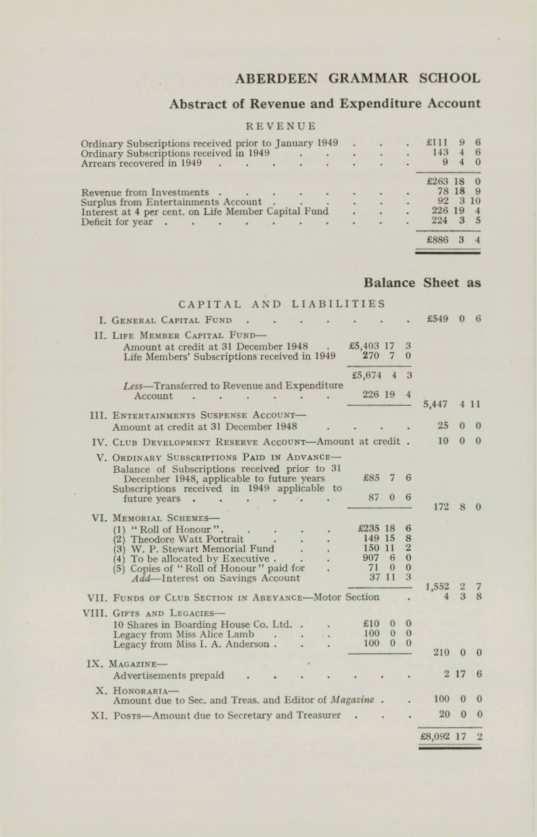 ABERDEEN GRAMMAR SCHOOL
Abstract of Revenue and Expenditure Account
REVENUE
Ordinary Subscriptions received prior to January 1949 . . . £111 9 6
Ordinary Subscriptions received in 1949 . . . . . 143 4 6
Arrears recovered in 1949 . . . . . . . . 9 4 0
£263 18 0
Revenue from Investments . . . . . . . . 78 18 9
Surplus from Entertainments Account . . . . . . 92 3 10
Interest at 4 per cent. on Life Member Capital Fund . . . 226 19 4
Deficit for year . . . . . . . . . . 224 3 5
£886 3 4
Balance Sheet as
CAPITAL AND LIABILITIES
I. General Capital Fund . . . . . . . £549 0 6
II. Life Member Capital Fund—
Amount at credit at 31 December 1948 . £5,403 17 3
Life Members' Subscriptions received in 1949 270 7 0
£5,674 4 3
Less—Transferred to Revenue and Expenditure
Account . . . . . . 226 19 4
5,447 4 11
III. Entertainments Suspense Account—
Amount at credit at 31 December 1948 . . . . 25 0 0
IV. Club Development Reserve Account—Amount at credit . 10 0 0
V. Ordinary Subscriptions Paid in Advance—
Balance of Subscriptions received prior to 31
December 1948, applicable to future years £85 7 6
Subscriptions received in 1949 applicable to
future years . . . . . . 87 0 6
172 8 0
VI. Memorial Schemes—
(1) "Roll of Honour" . . . . . £235 18 6
(2) Theodore Watt Portrait . . . 149 15 8
(3) W. P. Stewart Memorial Fund . . 150 11 2
(4) To be allocated by Executive . . . 907 6 0
(5) Copies of "Roll of Honour" paid for . 71 0 0
Add—Interest on Savings Account 37 11 3
1,552 2 7
VII. Funds of Club Section in Abeyance—Motor Section . 4 3 8
VIII. Gifts and Legacies—
10 Shares in Boarding House Co. Ltd. . . £10 0 0
Legacy from Miss Alice Lamb . . . 100 0 0
Legacy from Miss I. A. Anderson . . . 100 0 0
210 0 0
IX. Magazine—
Advertisements prepaid . . . . . . . 2 17 6
X. Honoraria—
Amount due to Sec. and Treas. and Editor of Magazine . . 100 0 0
XI. Posts—Amount due to Secretary and Treasurer . . . 20 0 0
£8,092 17 2